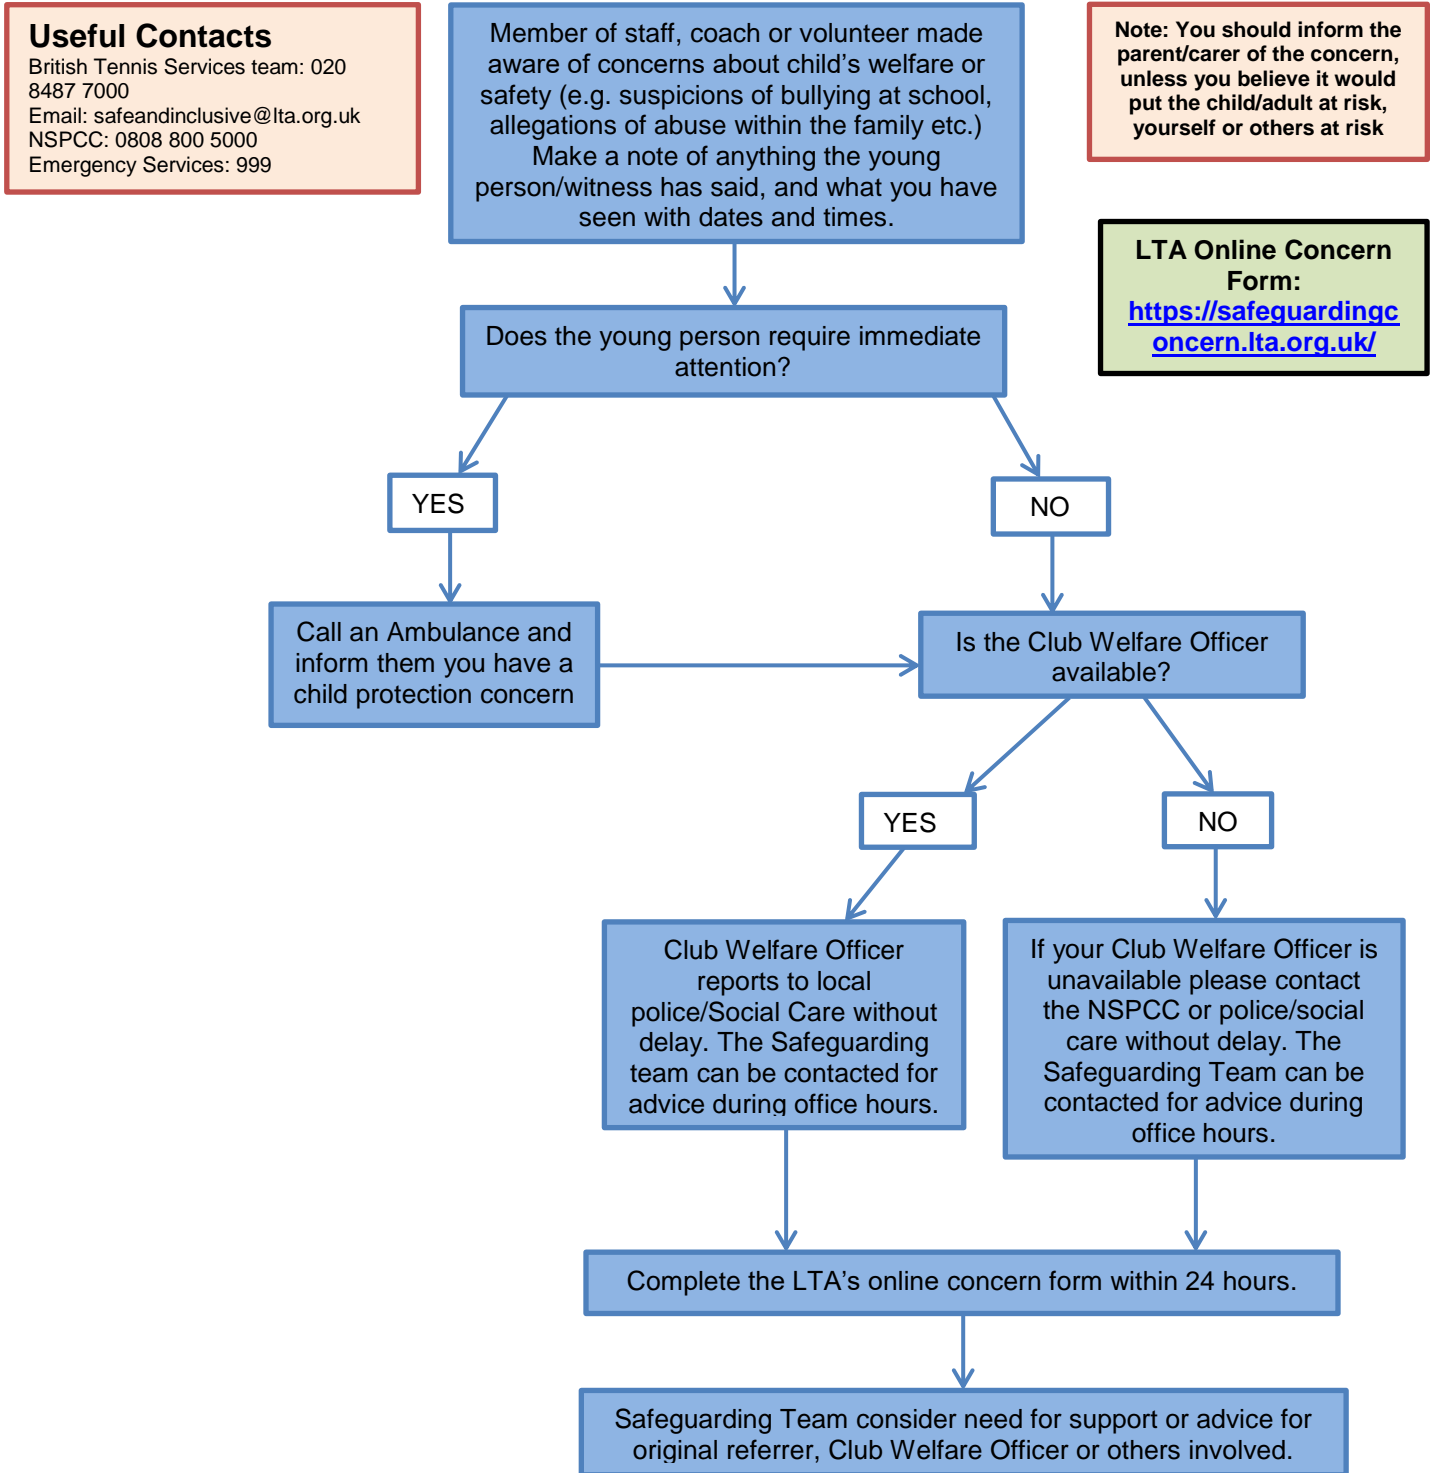 Useful Contacts
British Tennis Services team: 020
8487 7000
Email: safeandinclusive@lta.org.uk
NSPCC: 0808 800 5000
Emergency Services: 999
Member of staff, coach or volunteer made
aware of concerns about child’s welfare or
safety (e.g. suspicions of bullying at school,
allegations of abuse within the family etc.)
Make a note of anything the young
person/witness has said, and what you have
seen with dates and times.
Note: You should inform the
parent/carer of the concern,
unless you believe it would
put the child/adult at risk,
yourself or others at risk
LTA Online Concern
Form:
https://safeguardingc
oncern.lta.org.uk/
Does the young person require immediate
attention?
YES
NO
Call an Ambulance and
inform them you have a
child protection concern
Is the Club Welfare Officer
available?
YES
NO
Club Welfare Officer
reports to local
police/Social Care without
delay. The Safeguarding
team can be contacted for
advice during office hours.
If your Club Welfare Officer is
unavailable please contact
the NSPCC or police/social
care without delay. The
Safeguarding Team can be
contacted for advice during
office hours.
Complete the LTA’s online concern form within 24 hours.
Safeguarding Team consider need for support or advice for
original referrer, Club Welfare Officer or others involved.